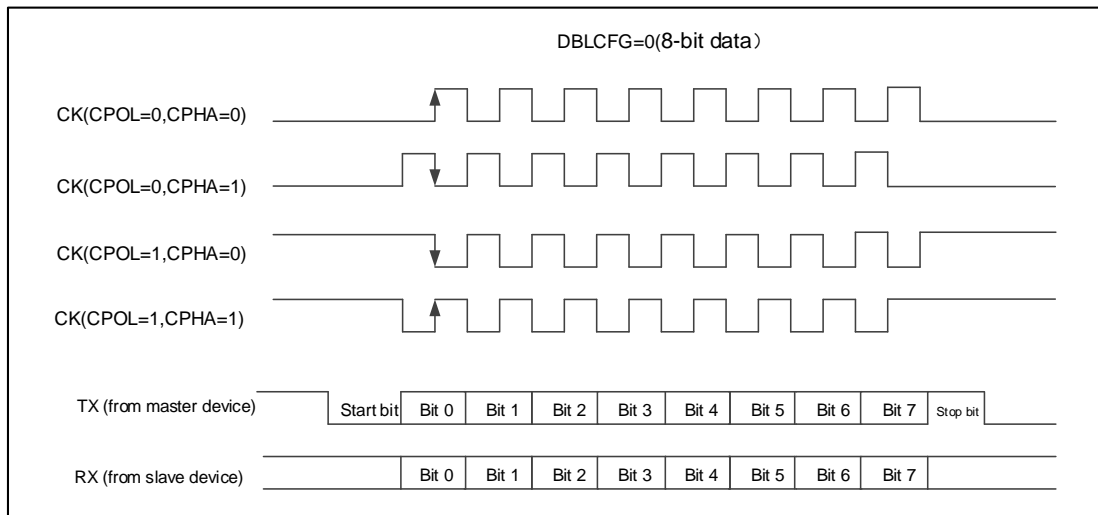 DBLCFG=0(8-bit data）
CK(CPOL=0,CPHA=0)
CK(CPOL=0,CPHA=1)
CK(CPOL=1,CPHA=0)
CK(CPOL=1,CPHA=1)
TX (from master device) Start bit Bit 0 Bit 1 Bit 2 Bit 3 Bit 4 Bit 5 Bit 6 Bit 7 Stop bit
RX (from slave device) Bit 0 Bit 1 Bit 2 Bit 3 Bit 4 Bit 5 Bit 6 Bit 7